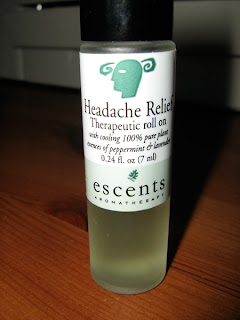 Headache Relief
Therapeutic roll on
with cooling 100% pure plant
essences of peppermint & lavender
0.24 fl. oz (7 ml)
escents
AROMATHERAPY